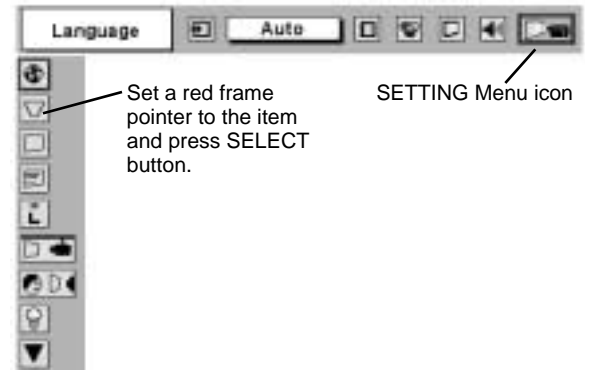 Language
Auto
Set a red frame
pointer to the item
and press SELECT
button.
SETTING Menu icon